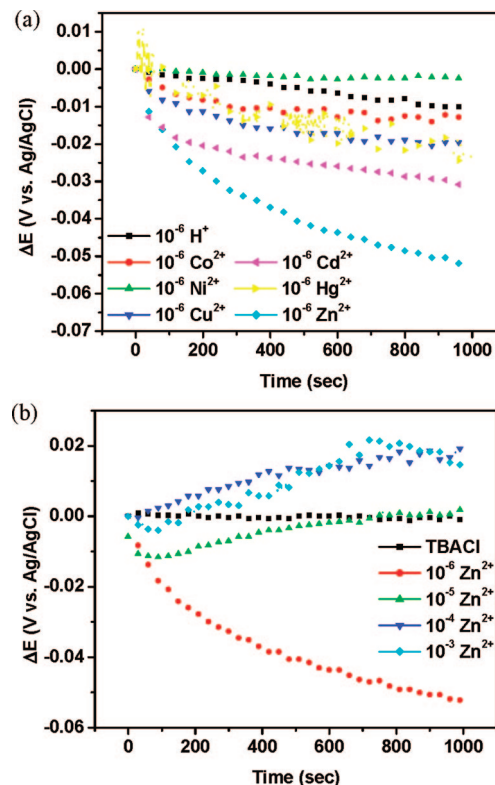 (a)
0.01
0.00
-0.01
-0.02
-0.03
-0.04
-0.05
-0.06
-0.07
ΔE (V vs. Ag/AgCl)
10⁻⁶ H⁺
10⁻⁶ Co²⁺ 10⁻⁶ Cd²⁺
10⁻⁶ Ni²⁺ 10⁻⁶ Hg²⁺
10⁻⁶ Cu²⁺ 10⁻⁶ Zn²⁺
0 200 400 600 800 1000
Time (sec)
(b)
0.02
0.00
-0.02
-0.04
-0.06
ΔE (V vs. Ag/AgCl)
TBACl
10⁻⁶ Zn²⁺
10⁻⁵ Zn²⁺
10⁻⁴ Zn²⁺
10⁻³ Zn²⁺
0 200 400 600 800 1000
Time (sec)